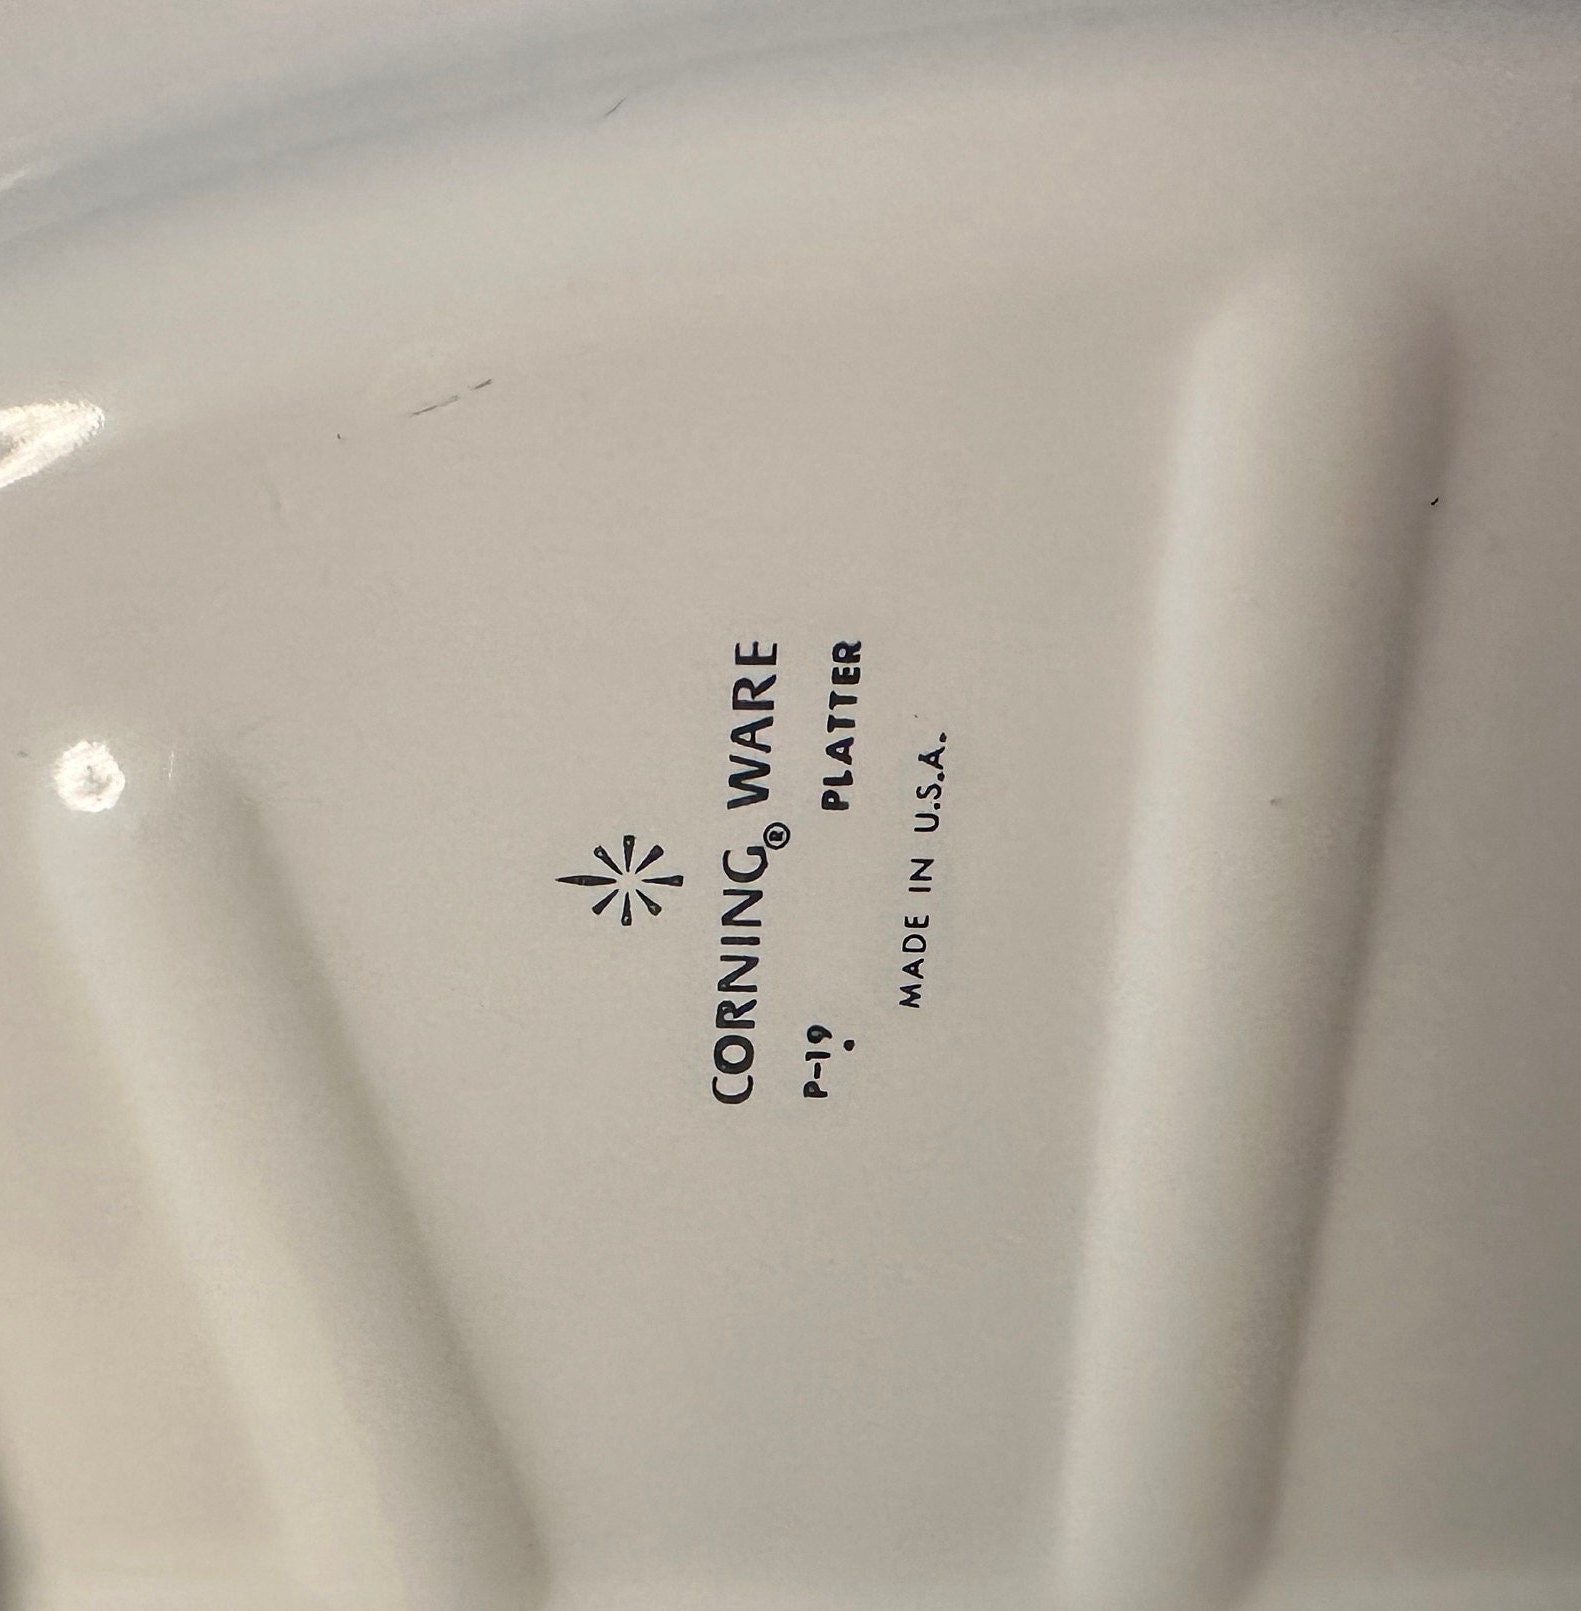 CORNING® WARE
P-19 PLATTER
MADE IN U.S.A.